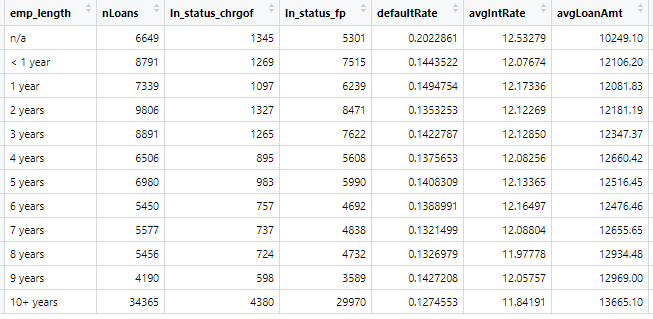 emp_length nLoans ln_status_chrgof ln_status_fp defaultRate avgIntRate avgLoanAmt
n/a 6649 1345 5301 0.2022861 12.53279 10249.10
< 1 year 8791 1269 7515 0.1443522 12.07674 12106.20
1 year 7339 1097 6239 0.1494754 12.17336 12081.83
2 years 9806 1327 8471 0.1353253 12.12269 12181.19
3 years 8891 1265 7622 0.1422787 12.12850 12347.37
4 years 6506 895 5608 0.1375653 12.08256 12660.42
5 years 6980 983 5990 0.1408309 12.13365 12516.45
6 years 5450 757 4692 0.1388991 12.16497 12476.46
7 years 5577 737 4838 0.1321499 12.08804 12655.65
8 years 5456 724 4732 0.1326979 11.97778 12934.48
9 years 4190 598 3589 0.1427208 12.05757 12969.00
10+ years 34365 4380 29970 0.1274553 11.84191 13665.10